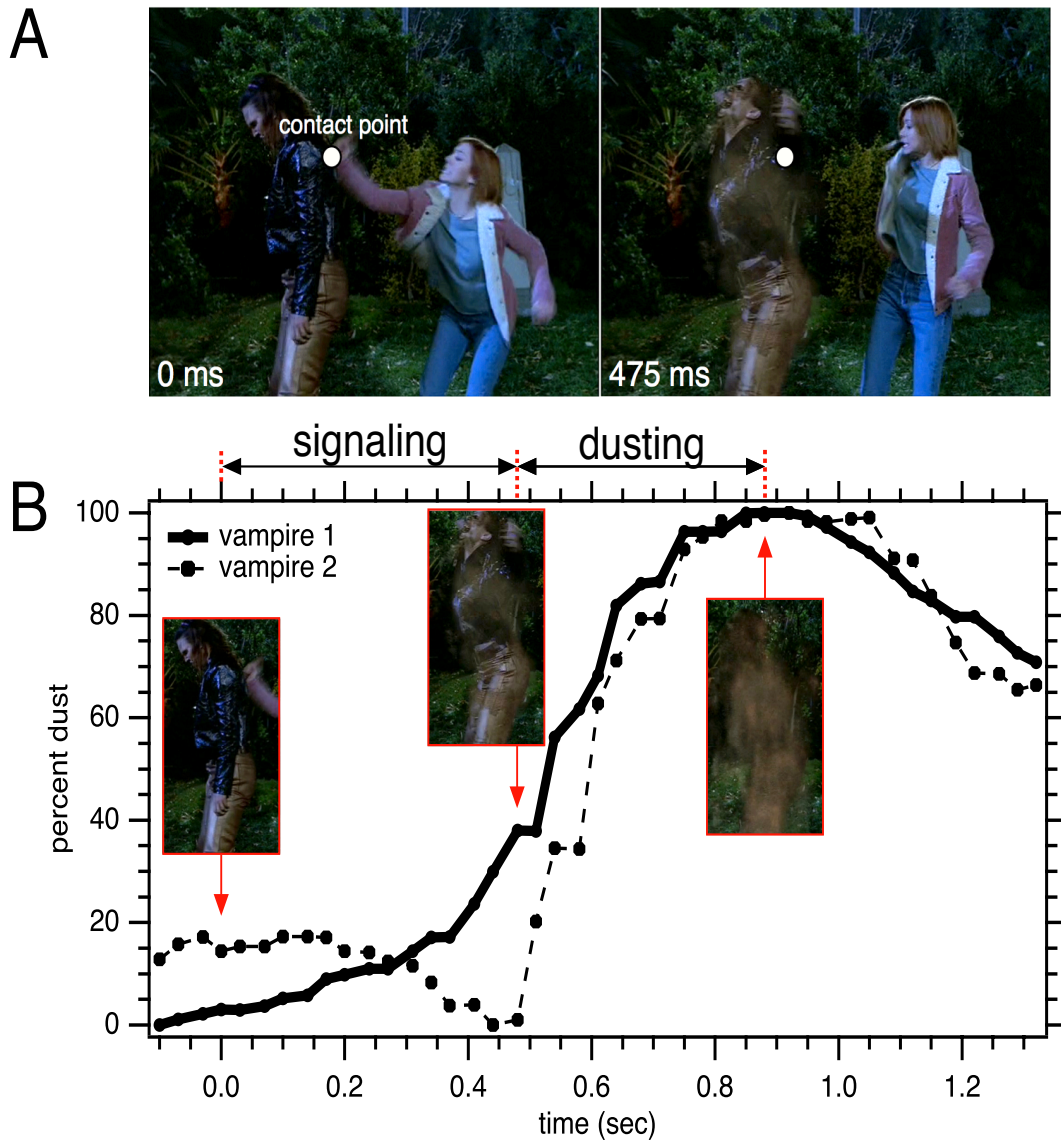 A
contact point
0 ms
475 ms
signaling
dusting
B
vampire 1
vampire 2
100
80
60
40
20
0
percent dust
0.0
0.2
0.4
0.6
0.8
1.0
1.2
time (sec)